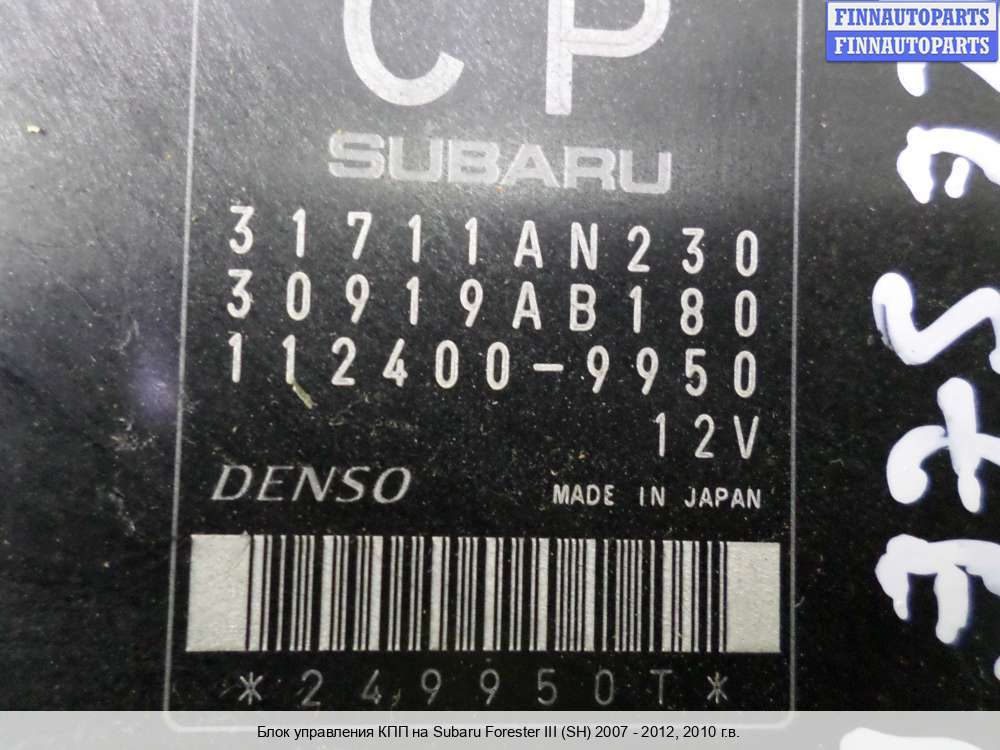 FINNAUTOPARTS
FINNAUTOPARTS
CP
SUBARU
31711AN230
30919AB180
112400-9950
12V
DENSO
MADE IN JAPAN
*249950T*
Блок управления КПП на Subaru Forester III (SH) 2007 - 2012, 2010 г.в.